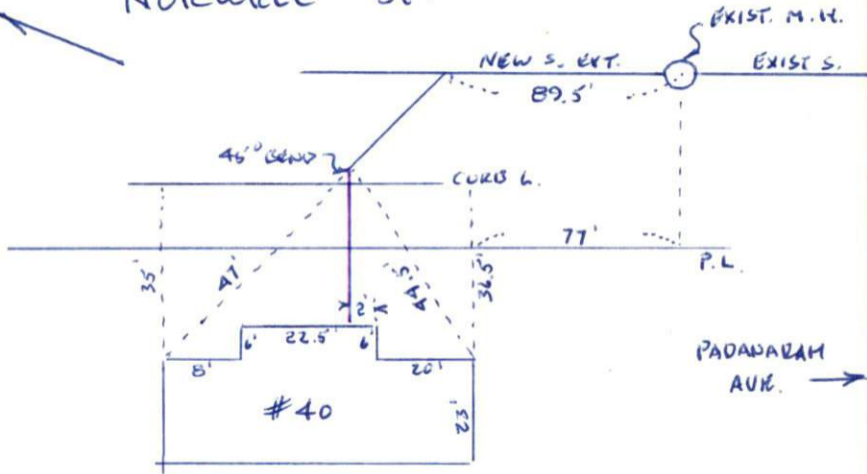 EXIST. M.H.
NEW S. EXT.
EXIST S.
89.5'
45° BEND
CURB L.
77'
P.L.
35'
47'
44.5'
36.5'
2'
6'
22.5'
6'
8'
20'
#40
23'
PADANARAM
AVE.